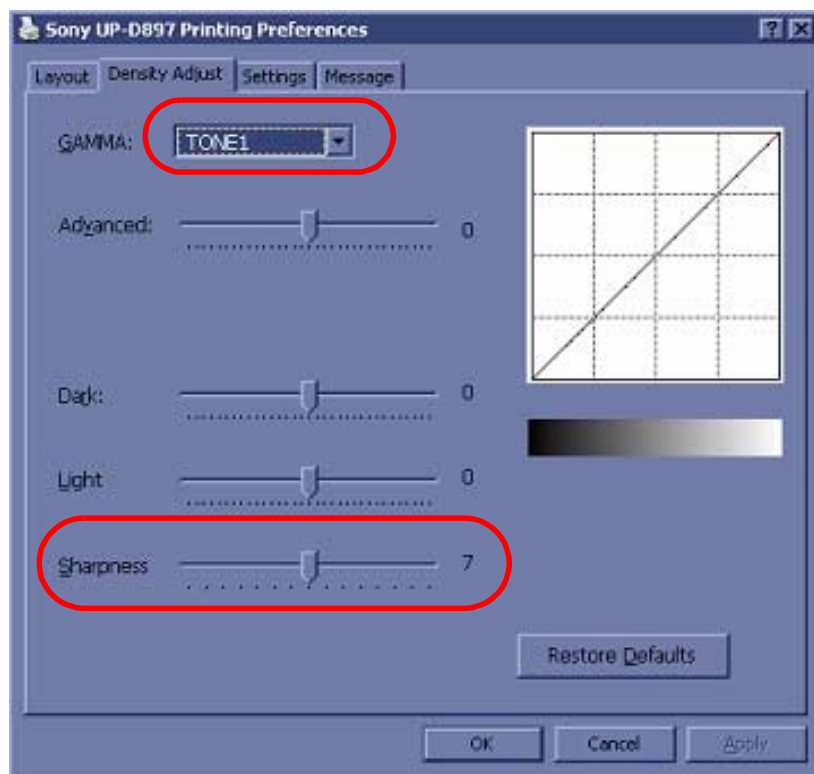 Sony UP-D897 Printing Preferences
Layout Density Adjust Settings Message
GAMMA: TONE1
Advanced: 0
Dark: 0
Light 0
Sharpness 7
Restore Defaults
OK Cancel Apply